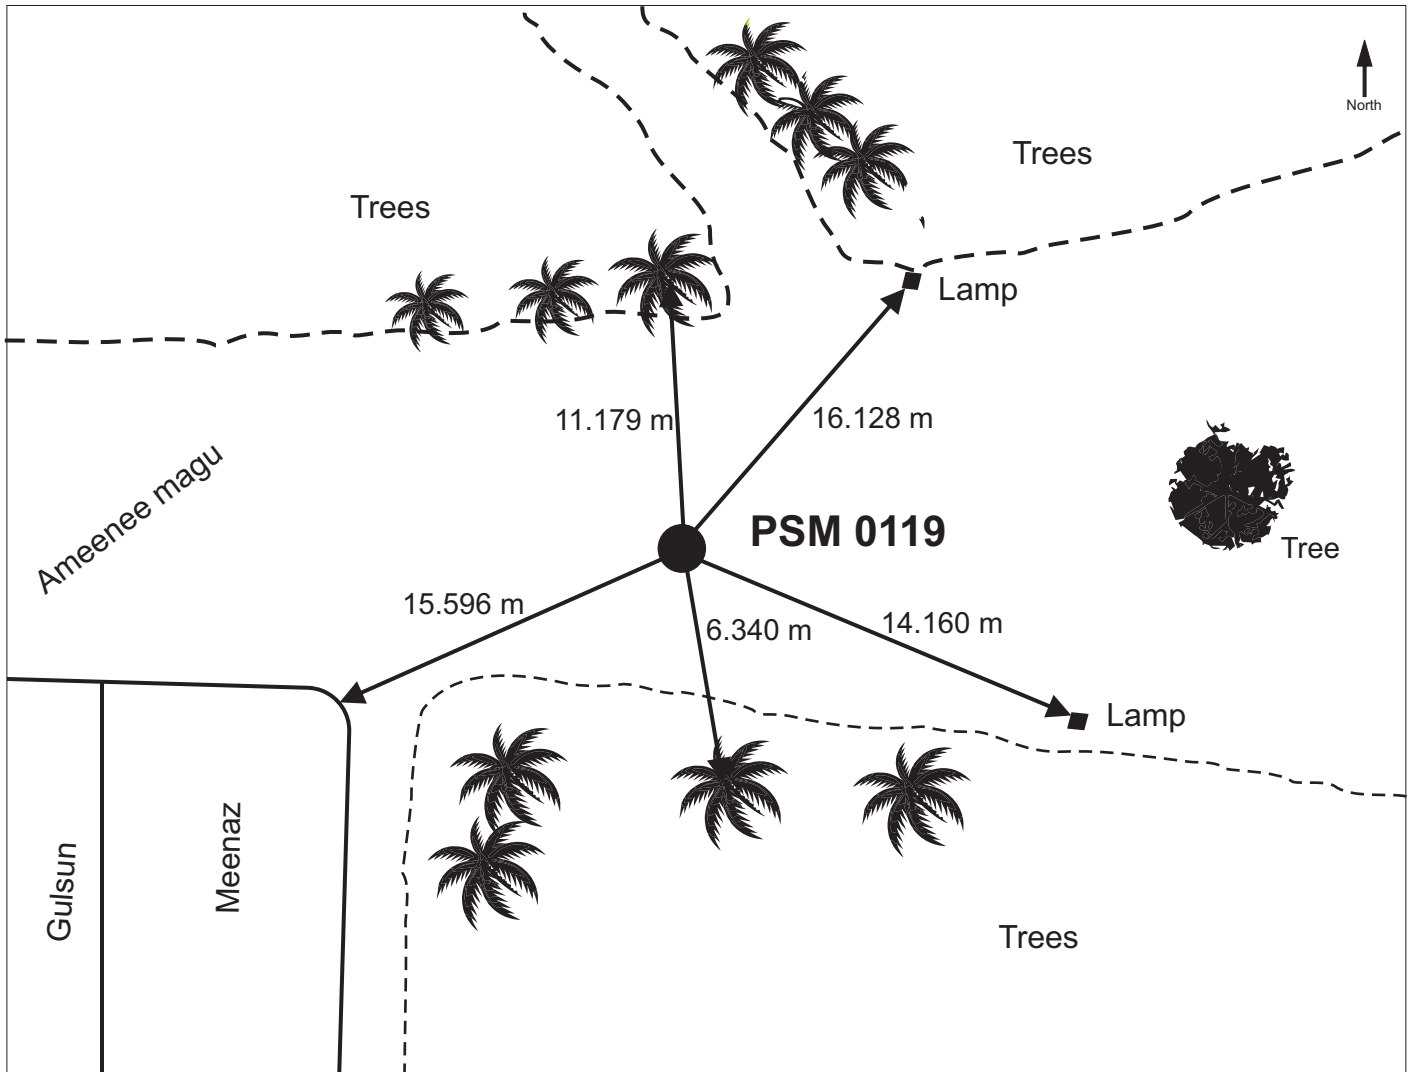 North
Trees
Trees
Lamp
11.179 m
16.128 m
Ameenee magu
PSM 0119
Tree
15.596 m
6.340 m
14.160 m
Lamp
Gulsun
Meenaz
Trees